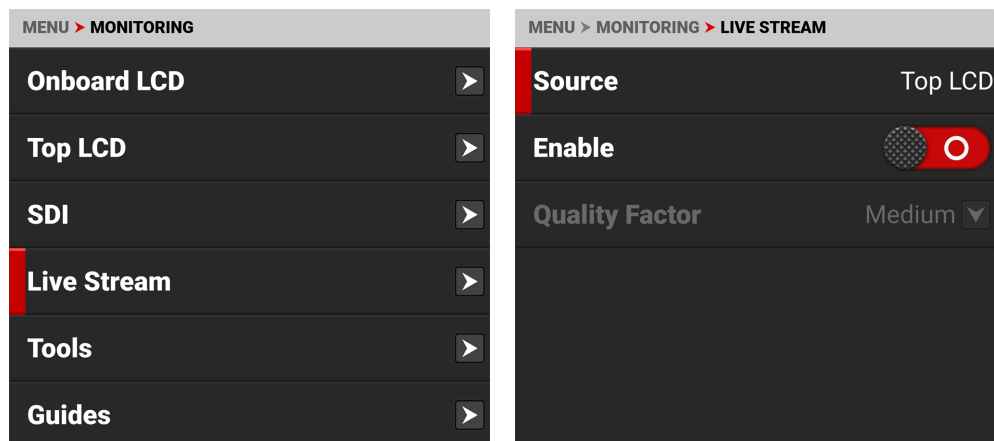 MENU ➤ MONITORING
Onboard LCD
Top LCD
SDI
Live Stream
Tools
Guides
MENU ➤ MONITORING ➤ LIVE STREAM
Source Top LCD
Enable
Quality Factor Medium